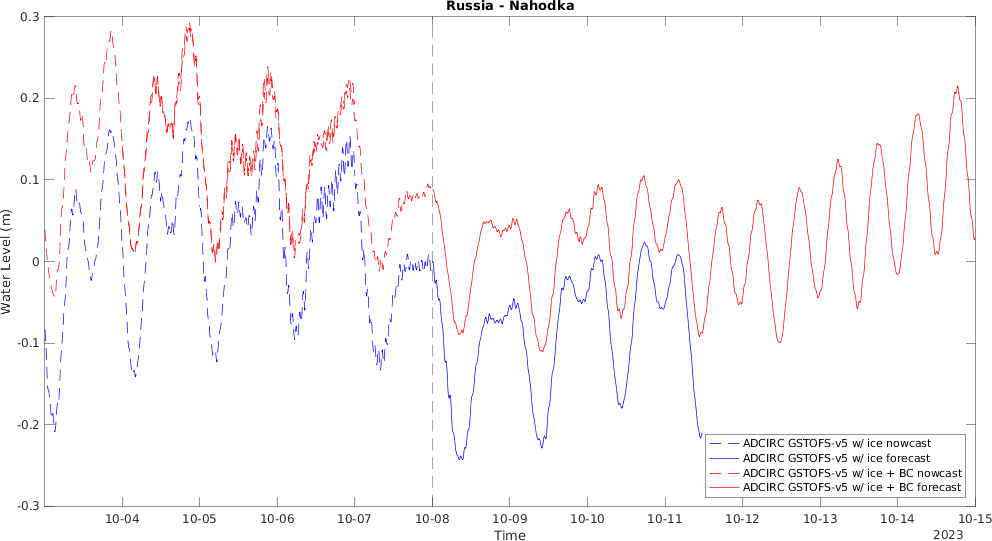 Russia - Nahodka
0.3
0.2
0.1
0
-0.1
-0.2
-0.3
Water Level (m)
10-04 10-05 10-06 10-07 10-08 10-09 10-10 10-11 10-12 10-13 10-14 10-15
Time
2023
ADCIRC GSTOFS-v5 w/ ice nowcast
ADCIRC GSTOFS-v5 w/ ice forecast
ADCIRC GSTOFS-v5 w/ ice + BC nowcast
ADCIRC GSTOFS-v5 w/ ice + BC forecast